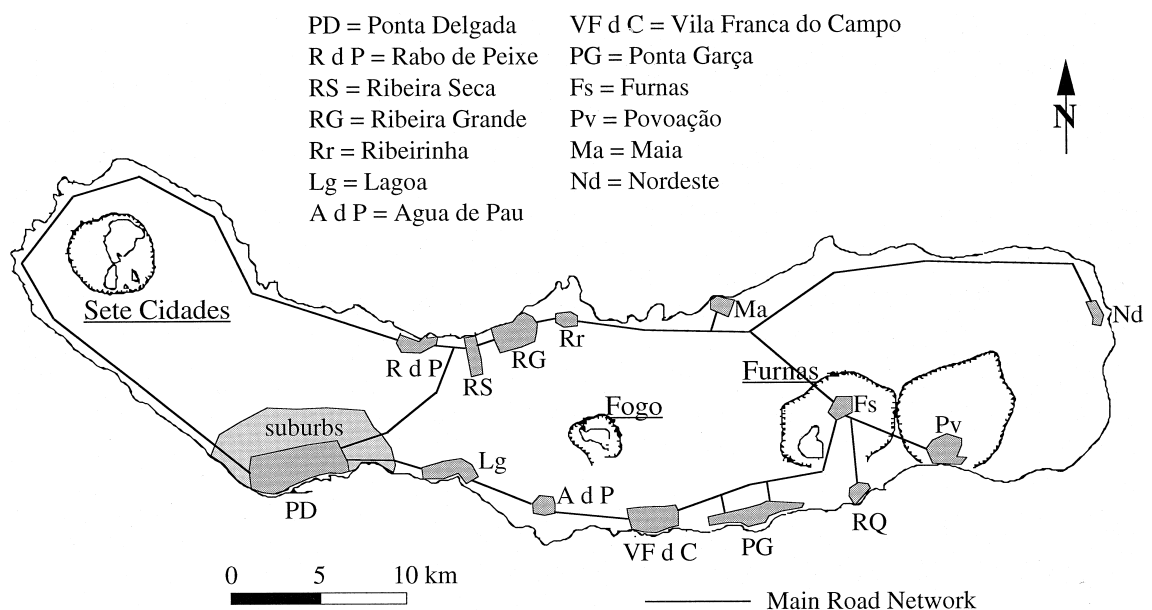 PD = Ponta Delgada
R d P = Rabo de Peixe
RS = Ribeira Seca
RG = Ribeira Grande
Rr = Ribeirinha
Lg = Lagoa
A d P = Agua de Pau
VF d C = Vila Franca do Campo
PG = Ponta Garça
Fs = Furnas
Pv = Povoação
Ma = Maia
Nd = Nordeste
N
Sete Cidades
R d P
RS
RG
Rr
Ma
Nd
Furnas
Fs
Pv
Fogo
suburbs
PD
Lg
A d P
VF d C
PG
RQ
0 5 10 km
Main Road Network